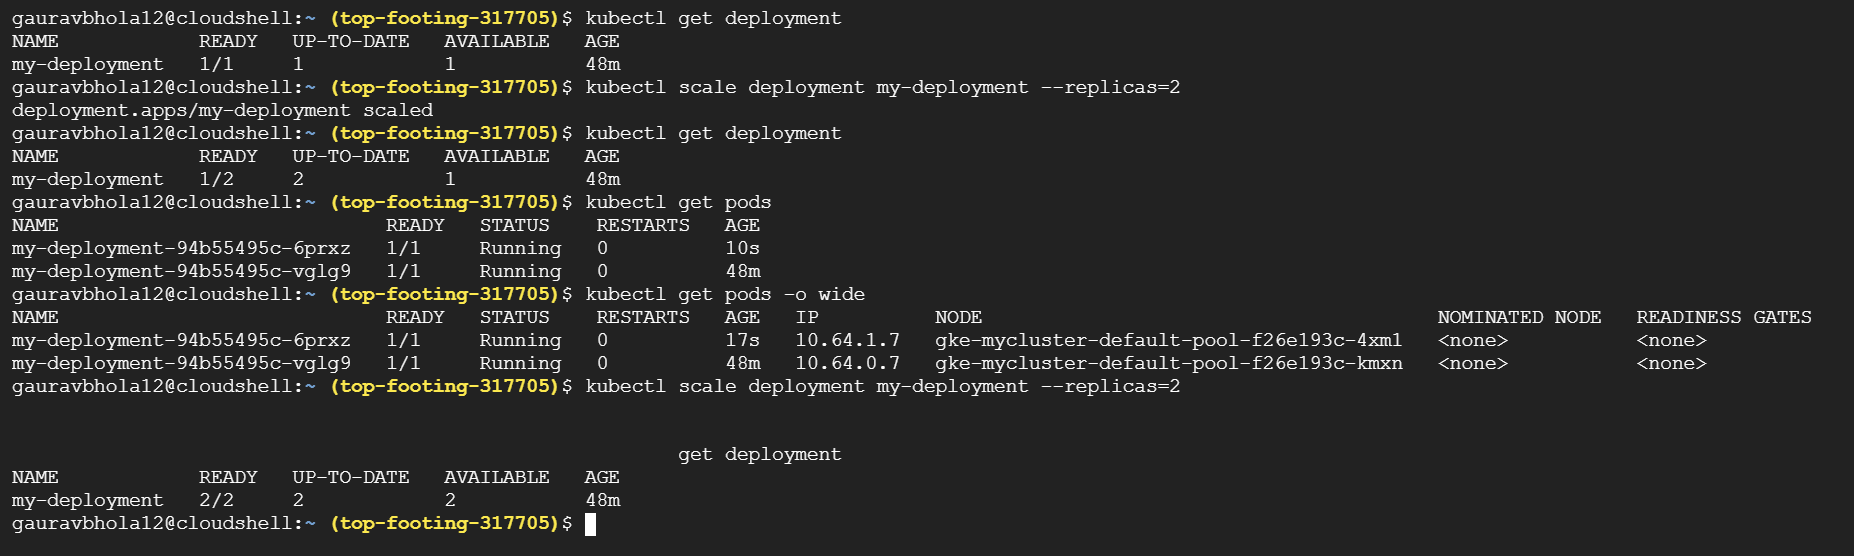 gauravbhola12@cloudshell:~ (top-footing-317705)$ kubectl get deployment
NAME            READY   UP-TO-DATE   AVAILABLE   AGE
my-deployment   1/1     1            1           48m
gauravbhola12@cloudshell:~ (top-footing-317705)$ kubectl scale deployment my-deployment --replicas=2
deployment.apps/my-deployment scaled
gauravbhola12@cloudshell:~ (top-footing-317705)$ kubectl get deployment
NAME            READY   UP-TO-DATE   AVAILABLE   AGE
my-deployment   1/2     2            1           48m
gauravbhola12@cloudshell:~ (top-footing-317705)$ kubectl get pods
NAME                            READY   STATUS    RESTARTS   AGE
my-deployment-94b55495c-6prxz   1/1     Running   0          10s
my-deployment-94b55495c-vglg9   1/1     Running   0          48m
gauravbhola12@cloudshell:~ (top-footing-317705)$ kubectl get pods -o wide
NAME                            READY   STATUS    RESTARTS   AGE   IP          NODE                                       NOMINATED NODE   READINESS GATES
my-deployment-94b55495c-6prxz   1/1     Running   0          17s   10.64.1.7   gke-mycluster-default-pool-f26e193c-4xm1   <none>           <none>
my-deployment-94b55495c-vglg9   1/1     Running   0          48m   10.64.0.7   gke-mycluster-default-pool-f26e193c-kmxn   <none>           <none>
gauravbhola12@cloudshell:~ (top-footing-317705)$ kubectl scale deployment my-deployment --replicas=2
get deployment
NAME            READY   UP-TO-DATE   AVAILABLE   AGE
my-deployment   2/2     2            2           48m
gauravbhola12@cloudshell:~ (top-footing-317705)$